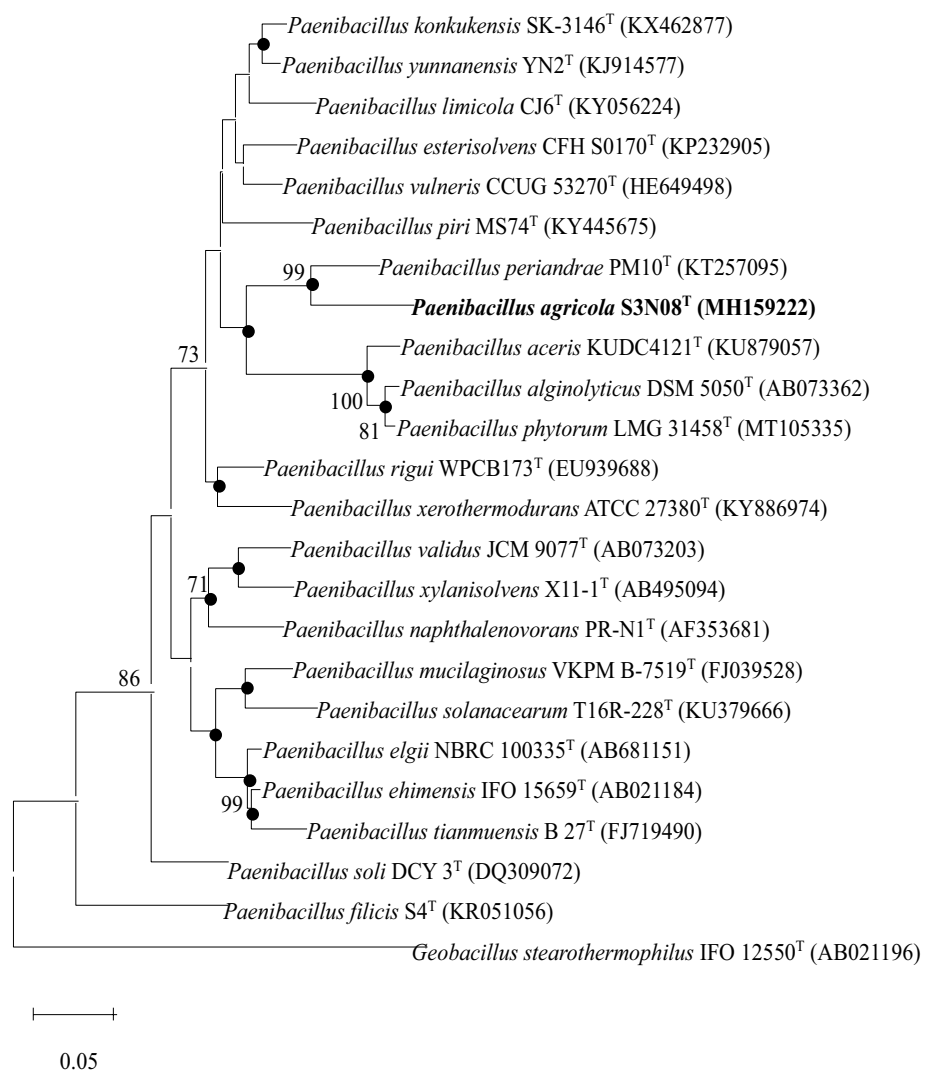 Paenibacillus konkukensis SK-3146ᵀ (KX462877)
Paenibacillus yunnanensis YN2ᵀ (KJ914577)
Paenibacillus limicola CJ6ᵀ (KY056224)
Paenibacillus esterisolvens CFH S0170ᵀ (KP232905)
Paenibacillus vulneris CCUG 53270ᵀ (HE649498)
Paenibacillus piri MS74ᵀ (KY445675)
99 Paenibacillus periandrae PM10ᵀ (KT257095)
Paenibacillus agricola S3N08ᵀ (MH159222)
Paenibacillus aceris KUDC4121ᵀ (KU879057)
73
Paenibacillus alginolyticus DSM 5050ᵀ (AB073362)
100
81 Paenibacillus phytorum LMG 31458ᵀ (MT105335)
Paenibacillus rigui WPCB173ᵀ (EU939688)
Paenibacillus xerothermodurans ATCC 27380ᵀ (KY886974)
Paenibacillus validus JCM 9077ᵀ (AB073203)
71 Paenibacillus xylanisolvens X11-1ᵀ (AB495094)
Paenibacillus naphthalenovorans PR-N1ᵀ (AF353681)
Paenibacillus mucilaginosus VKPM B-7519ᵀ (FJ039528)
86
Paenibacillus solanacearum T16R-228ᵀ (KU379666)
Paenibacillus elgii NBRC 100335ᵀ (AB681151)
Paenibacillus ehimensis IFO 15659ᵀ (AB021184)
99
Paenibacillus tianmuensis B 27ᵀ (FJ719490)
Paenibacillus soli DCY 3ᵀ (DQ309072)
Paenibacillus filicis S4ᵀ (KR051056)
Geobacillus stearothermophilus IFO 12550ᵀ (AB021196)
0.05